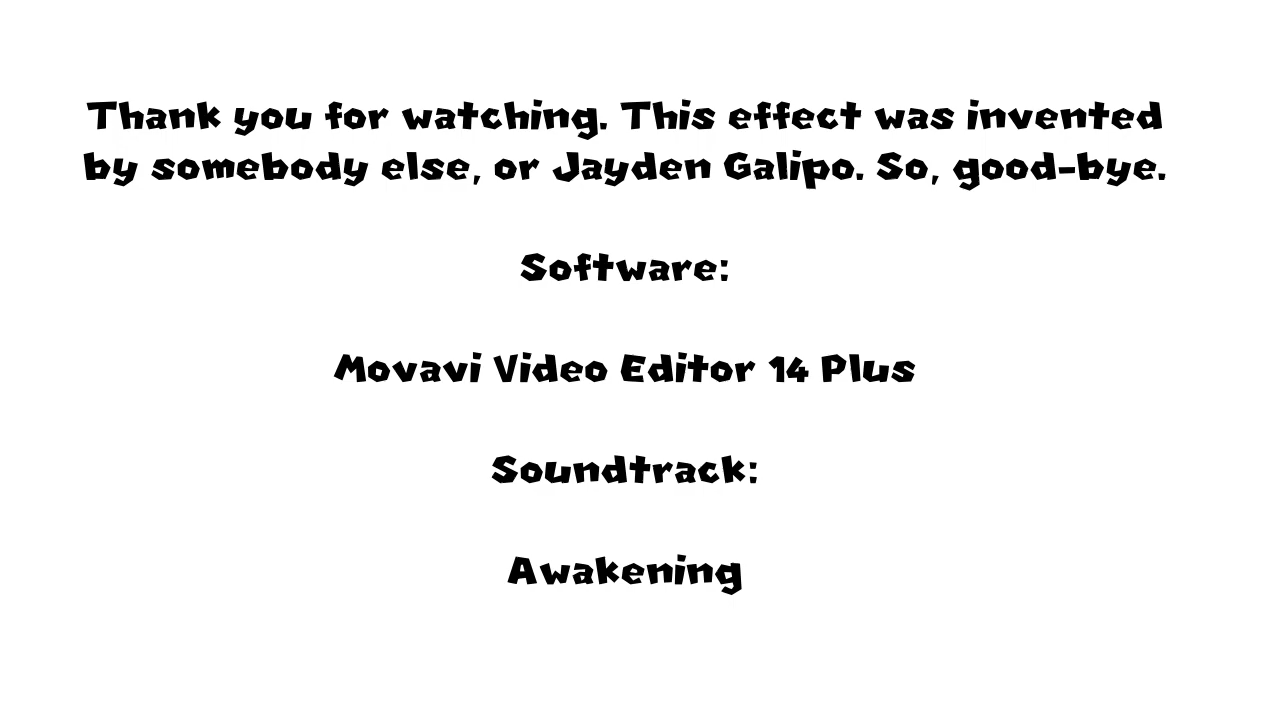 Thank you for watching. This effect was invented
by somebody else, or Jayden Galipo. So, good-bye.
Software:
Movavi Video Editor 14 Plus
Soundtrack:
Awakening